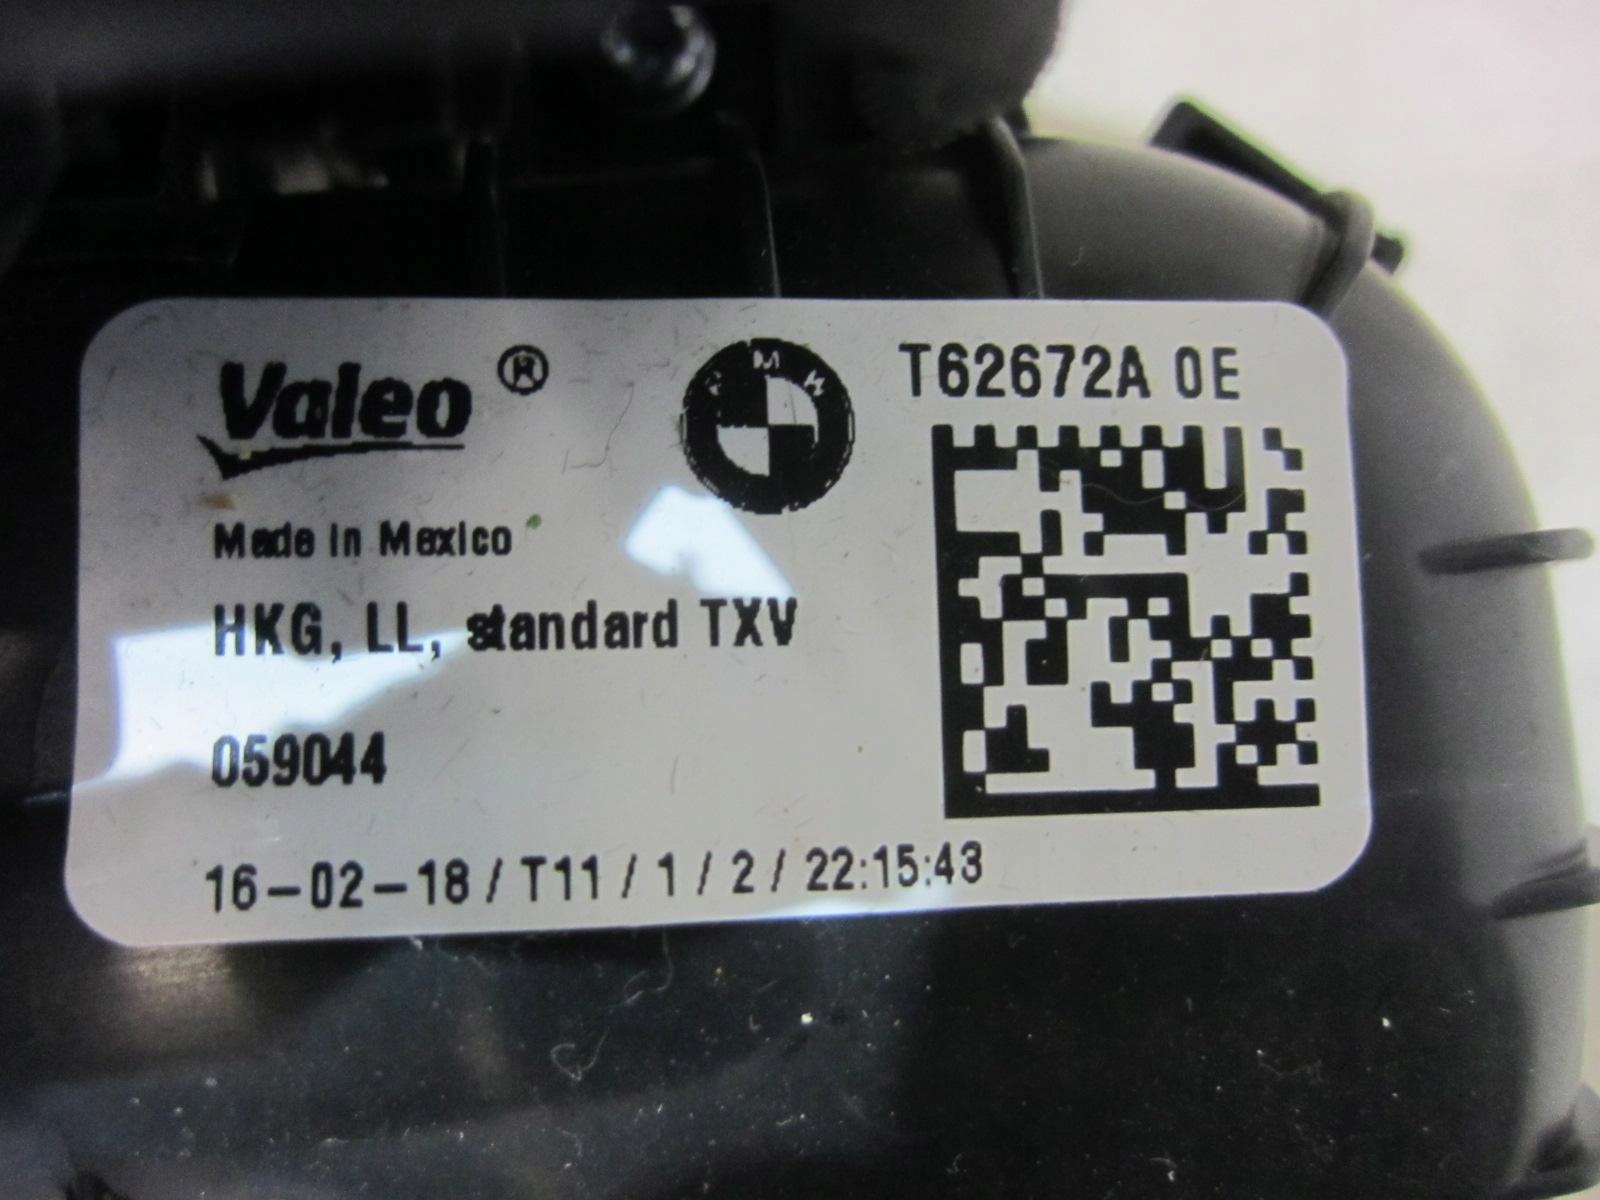 Valeo ®
BMW
T62672A 0E
Made in Mexico
HKG, LL, standard TXV
059044
16-02-18 / T11 / 1 / 2 / 22:15:43